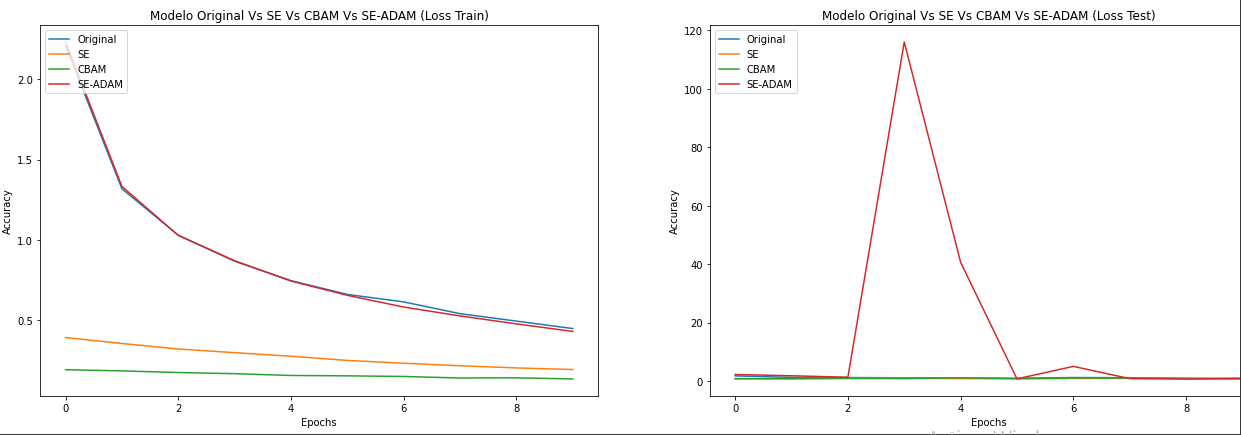 Modelo Original Vs SE Vs CBAM Vs SE-ADAM (Loss Train)
Original
SE
CBAM
SE-ADAM
2.0
1.5
1.0
0.5
Accuracy
0 2 4 6 8
Epochs
Modelo Original Vs SE Vs CBAM Vs SE-ADAM (Loss Test)
Original
SE
CBAM
SE-ADAM
120
100
80
60
40
20
0
Accuracy
0 2 4 6 8
Epochs